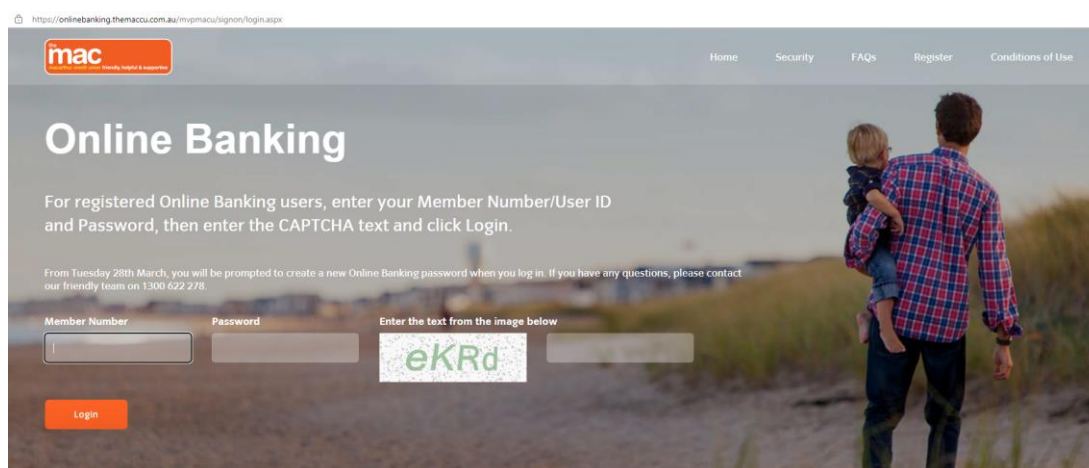 https://onlinebanking.themaccu.com.au/mvpmacu/signon/login.aspx
the
mac
macarthur credit union friendly, helpful & supportive
Home
Security
FAQs
Register
Conditions of Use
Online Banking
For registered Online Banking users, enter your Member Number/User ID
and Password, then enter the CAPTCHA text and click Login.
From Tuesday 28th March, you will be prompted to create a new Online Banking password when you log in. If you have any questions, please contact
our friendly team on 1300 622 278.
Member Number
Password
Enter the text from the image below
eKRd
Login